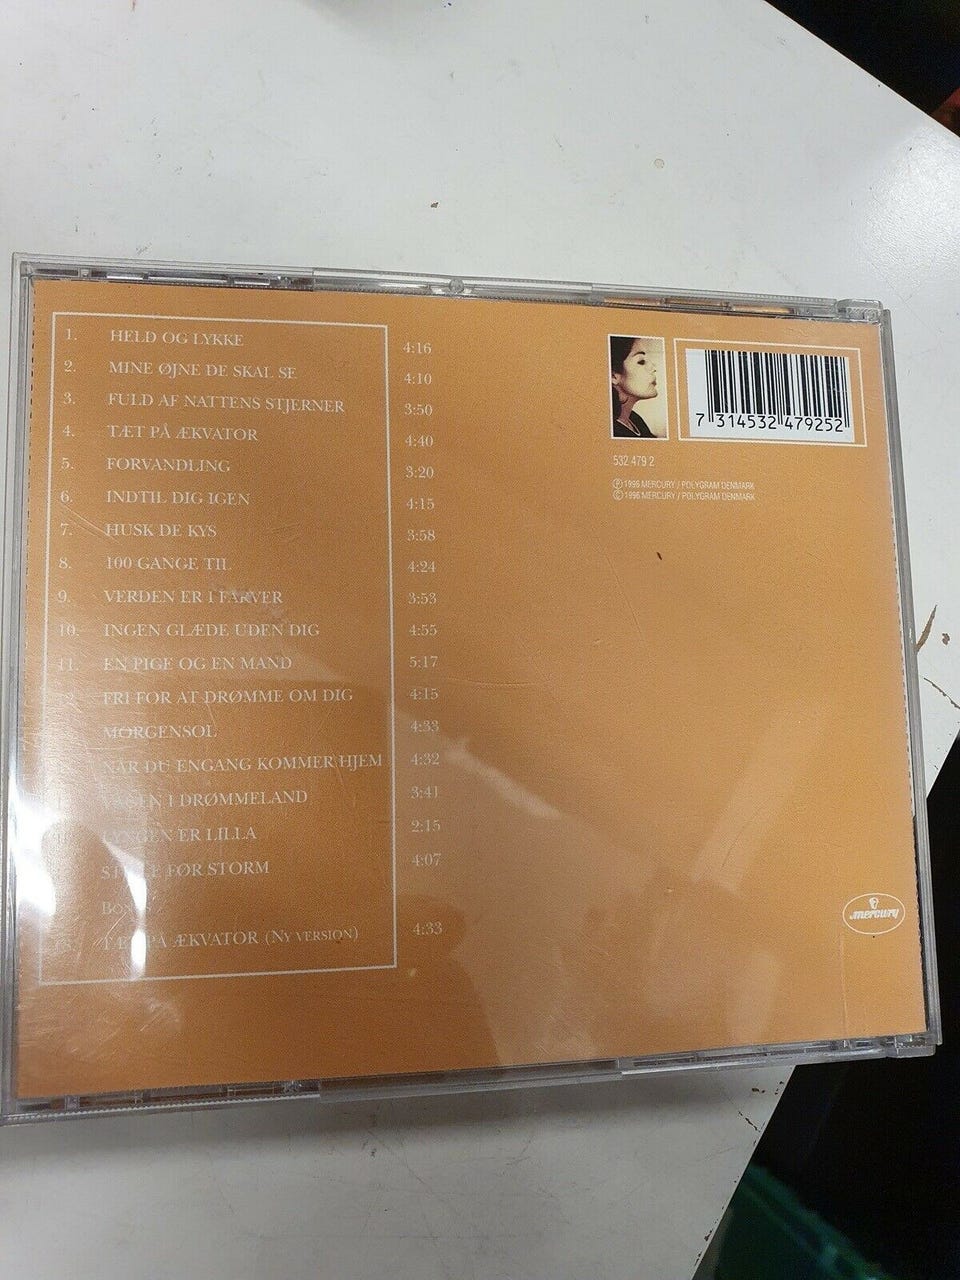 1. HELD OG LYKKE 4:16
2. MINE ØJNE DE SKAL SE 4:10
3. FULD AF NATTENS STJERNER 3:50
4. TÆT PÅ ÆKVATOR 4:40
5. FORVANDLING 3:20
6. INDTIL DIG IGEN 4:15
7. HUSK DE KYS 3:58
8. 100 GANGE TIL 4:24
9. VERDEN ER I FARVER 3:53
10. INGEN GLÆDE UDEN DIG 4:55
11. EN PIGE OG EN MAND 5:17
FRI FOR AT DRØMME OM DIG 4:15
MORGENSOL 4:33
NÅR DU ENGANG KOMMER HJEM 4:32
I DRØMMELAND 3:41
ER LILLA 2:15
FØR STORM 4:07
PÅ ÆKVATOR (NY VERSION) 4:33
7 314532 479252
532 479 2
℗ 1996 MERCURY / POLYGRAM DENMARK
© 1996 MERCURY / POLYGRAM DENMARK
mercury